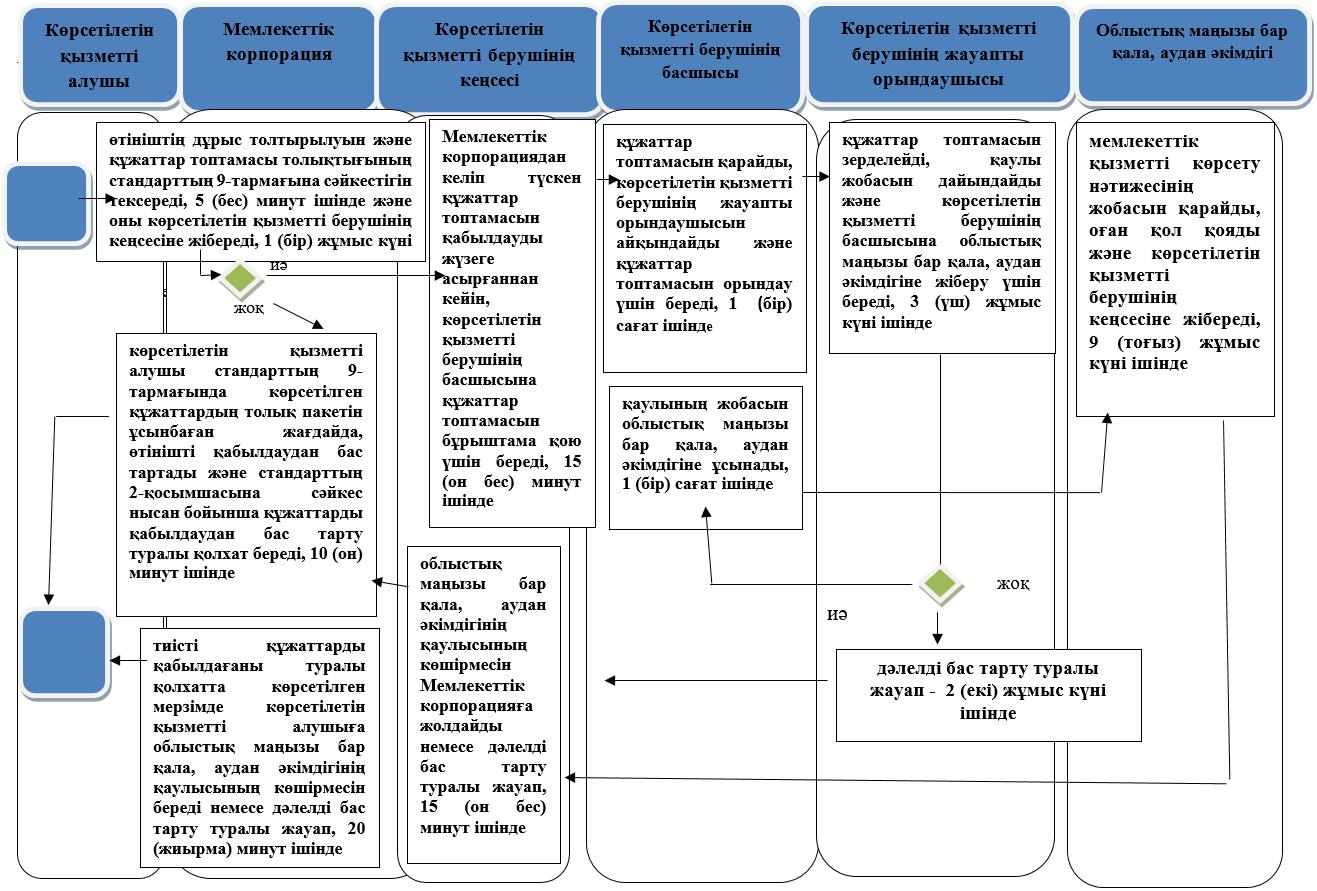 Көрсетілетін
қызметті
алушы
Мемлекеттік
корпорация
Көрсетілетін
қызметті берушінің
кеңсесі
Көрсетілетін
қызметті берушінің
басшысы
Көрсетілетін қызметті
берушінің жауапты
орындаушысы
Облыстық маңызы бар
қала, аудан әкімдігі
өтініштің дұрыс толтырылуын және
құжаттар топтамасы толықтығының
стандарттың 9-тармағына сәйкестігін
тексереді, 5 (бес) минут ішінде және
оны көрсетілетін қызметті берушінің
кеңсесіне жібереді, 1 (бір) жұмыс күні
иә
жоқ
көрсетілетін қызметті
алушы стандарттың 9-
тармағында көрсетілген
құжаттардың толық пакетін
ұсынбаған жағдайда,
өтінішті қабылдаудан бас
тартады және стандарттың
2-қосымшасына сәйкес
нысан бойынша құжаттарды
қабылдаудан бас тарту
туралы қолхат береді, 10 (он)
минут ішінде
тиісті құжаттарды
қабылдағаны туралы
қолхатта көрсетілген
мерзімде көрсетілетін
қызметті алушыға
облыстық маңызы бар
қала, аудан әкімдігінің
қаулысының көшірмесін
береді немесе дәлелді бас
тарту туралы жауап, 20
(жиырма) минут ішінде
Мемлекеттік
корпорациядан
келіп түскен
құжаттар
топтамасын
қабылдауды
жүзеге
асырғаннан
кейін,
көрсетілетін
қызметті
берушінің
басшысына
құжаттар
топтамасын
бұрыштама қою
үшін береді, 15
(он бес) минут
ішінде
облыстық
маңызы бар
қала, аудан
әкімдігінің
қаулысының
көшірмесін
Мемлекеттік
корпорацияға
жолдайды
немесе дәлелді
бас тарту
туралы жауап,
15 (он бес)
минут ішінде
құжаттар
топтамасын қарайды,
көрсетілетін қызметті
берушінің жауапты
орындаушысын
айқындайды және
құжаттар
топтамасын орындау
үшін береді, 1 (бір)
сағат ішінде
қаулының жобасын
облыстық маңызы
бар қала, аудан
әкімдігіне ұсынады,
1 (бір) сағат ішінде
құжаттар топтамасын
зерделейді, қаулы
жобасын дайындайды
және көрсетілетін
қызметті берушінің
басшысына облыстық
маңызы бар қала, аудан
әкімдігіне жіберу үшін
береді, 3 (үш) жұмыс
күні ішінде
жоқ
иә
дәлелді бас тарту туралы
жауап - 2 (екі) жұмыс күні
ішінде
мемлекеттік
қызметті көрсету
нәтижесінің
жобасын қарайды,
оған қол қояды
және көрсетілетін
қызметті
берушінің
кеңсесіне жібереді,
9 (тоғыз) жұмыс
күні ішінде